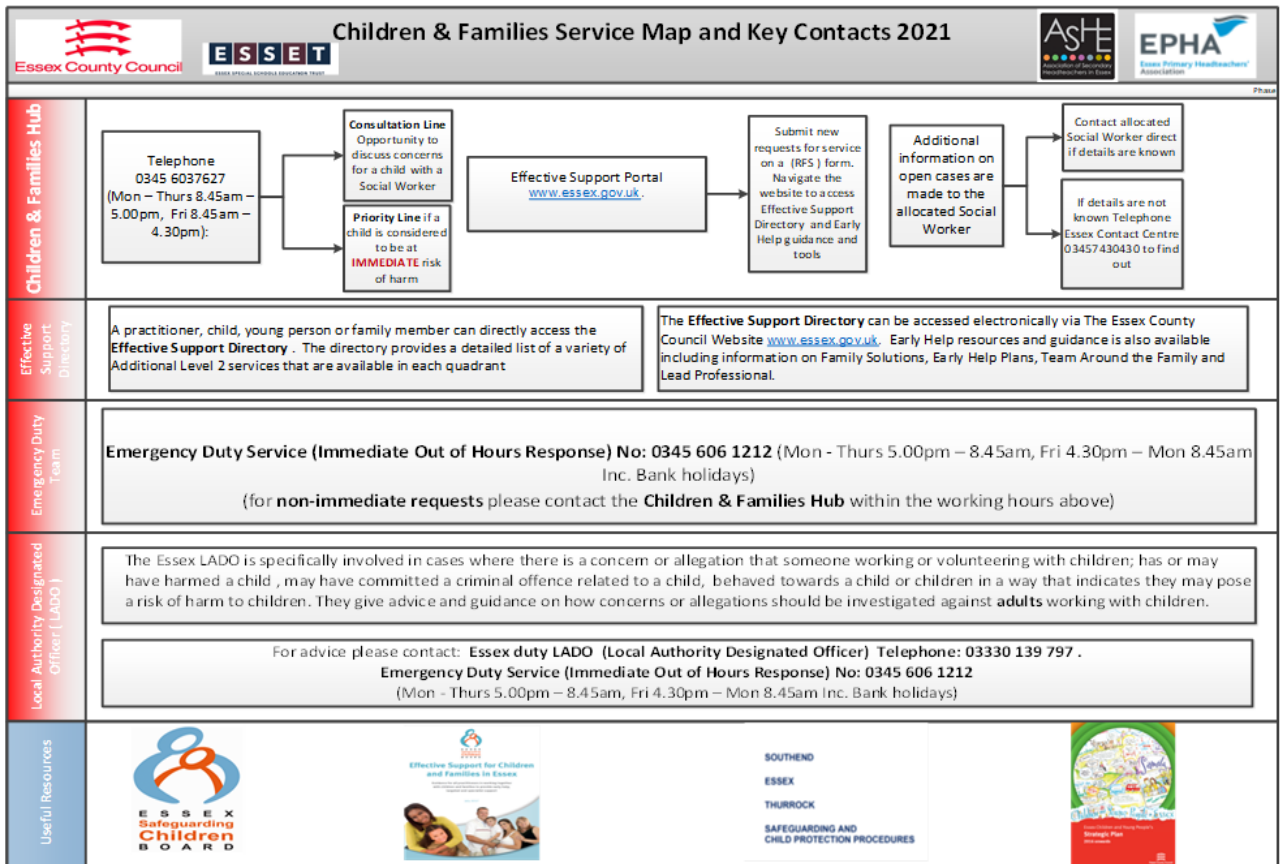 Children & Families Service Map and Key Contacts 2021
Essex County Council
ESSET
ESSEX SPECIAL SCHOOLS EDUCATION TRUST
ASHE
Association of Secondary
Headteachers in Essex
EPHA
Essex Primary Headteachers'
Association
Phase
Children & Families Hub
Telephone
0345 6037627
(Mon – Thurs 8.45am –
5.00pm, Fri 8.45am –
4.30pm):
Consultation Line
Opportunity to
discuss concerns
for a child with a
Social Worker
Priority Line if a
child is considered
to be at
IMMEDIATE risk
of harm
Effective Support Portal
www.essex.gov.uk .
Submit new
requests for service
on a (RFS ) form.
Navigate the
website to access
Effective Support
Directory and Early
Help guidance and
tools
Additional
information on
open cases are
made to the
allocated Social
Worker
Contact allocated
Social Worker direct
if details are known
If details are not
known Telephone
Essex Contact Centre
03457430430 to find
out
Effective
Support
Directory
A practitioner, child, young person or family member can directly access the
Effective Support Directory . The directory provides a detailed list of a variety of
Additional Level 2 services that are available in each quadrant
The Effective Support Directory can be accessed electronically via The Essex County
Council Website www.essex.gov.uk. Early Help resources and guidance is also available
including information on Family Solutions, Early Help Plans, Team Around the Family and
Lead Professional.
Emergency Duty
Team
Emergency Duty Service (Immediate Out of Hours Response) No: 0345 606 1212 (Mon - Thurs 5.00pm – 8.45am, Fri 4.30pm – Mon 8.45am
Inc. Bank holidays)
(for non-immediate requests please contact the Children & Families Hub within the working hours above)
Local Authority Designated
Officer ( LADO )
The Essex LADO is specifically involved in cases where there is a concern or allegation that someone working or volunteering with children; has or may
have harmed a child , may have committed a criminal offence related to a child, behaved towards a child or children in a way that indicates they may pose
a risk of harm to children. They give advice and guidance on how concerns or allegations should be investigated against adults working with children.
For advice please contact: Essex duty LADO (Local Authority Designated Officer) Telephone: 03330 139 797 .
Emergency Duty Service (Immediate Out of Hours Response) No: 0345 606 1212
(Mon - Thurs 5.00pm – 8.45am, Fri 4.30pm – Mon 8.45am Inc. Bank holidays)
Useful Resources
ESSEX
Safeguarding
Children
BOARD
Effective Support for Children
and Families in Essex
SOUTHEND
ESSEX
THURROCK
SAFEGUARDING AND
CHILD PROTECTION PROCEDURES
Essex Children and Young People's
Strategic Plan